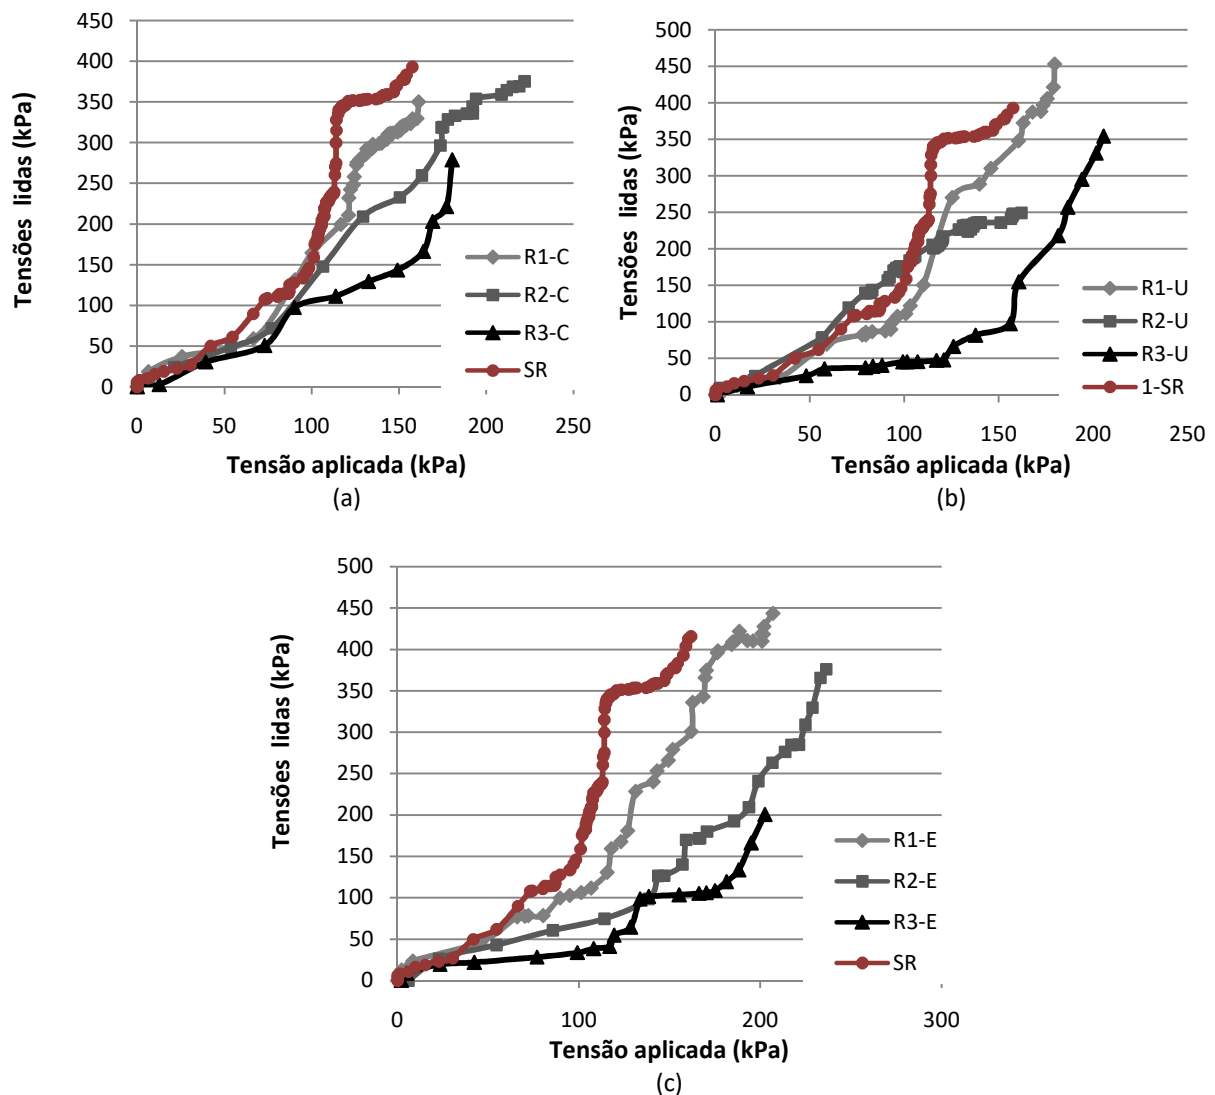 Tensões lidas (kPa)
450
400
350
300
250
200
150
100
50
0
0 50 100 150 200 250
R1-C
R2-C
R3-C
SR
Tensão aplicada (kPa)
(a)
Tensões lidas (kPa)
500
450
400
350
300
250
200
150
100
50
0
0 50 100 150 200 250
R1-U
R2-U
R3-U
1-SR
Tensão aplicada (kPa)
(b)
Tensões lidas (kPa)
500
450
400
350
300
250
200
150
100
50
0
0 100 200 300
R1-E
R2-E
R3-E
SR
Tensão aplicada (kPa)
(c)